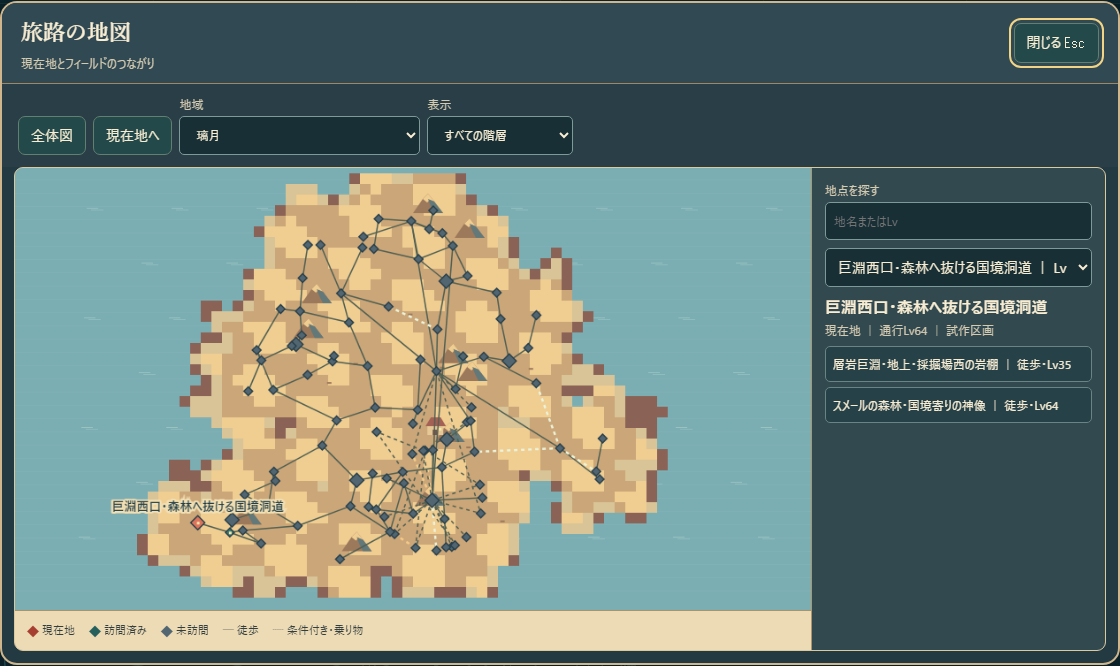 旅路の地図
現在地とフィールドのつながり
閉じる Esc
地域
表示
全体図
現在地へ
璃月
すべての階層
地点を探す
地名またはLv
巨淵西口・森林へ抜ける国境洞道 | Lv
巨淵西口・森林へ抜ける国境洞道
現在地 | 通行Lv64 | 試作区画
層岩巨淵・地上・採掘場西の岩棚 | 徒歩・Lv35
スメールの森林・国境寄りの神像 | 徒歩・Lv64
巨淵西口・森林へ抜ける国境洞道
現在地
訪問済み
未訪問
徒歩
条件付き・乗り物